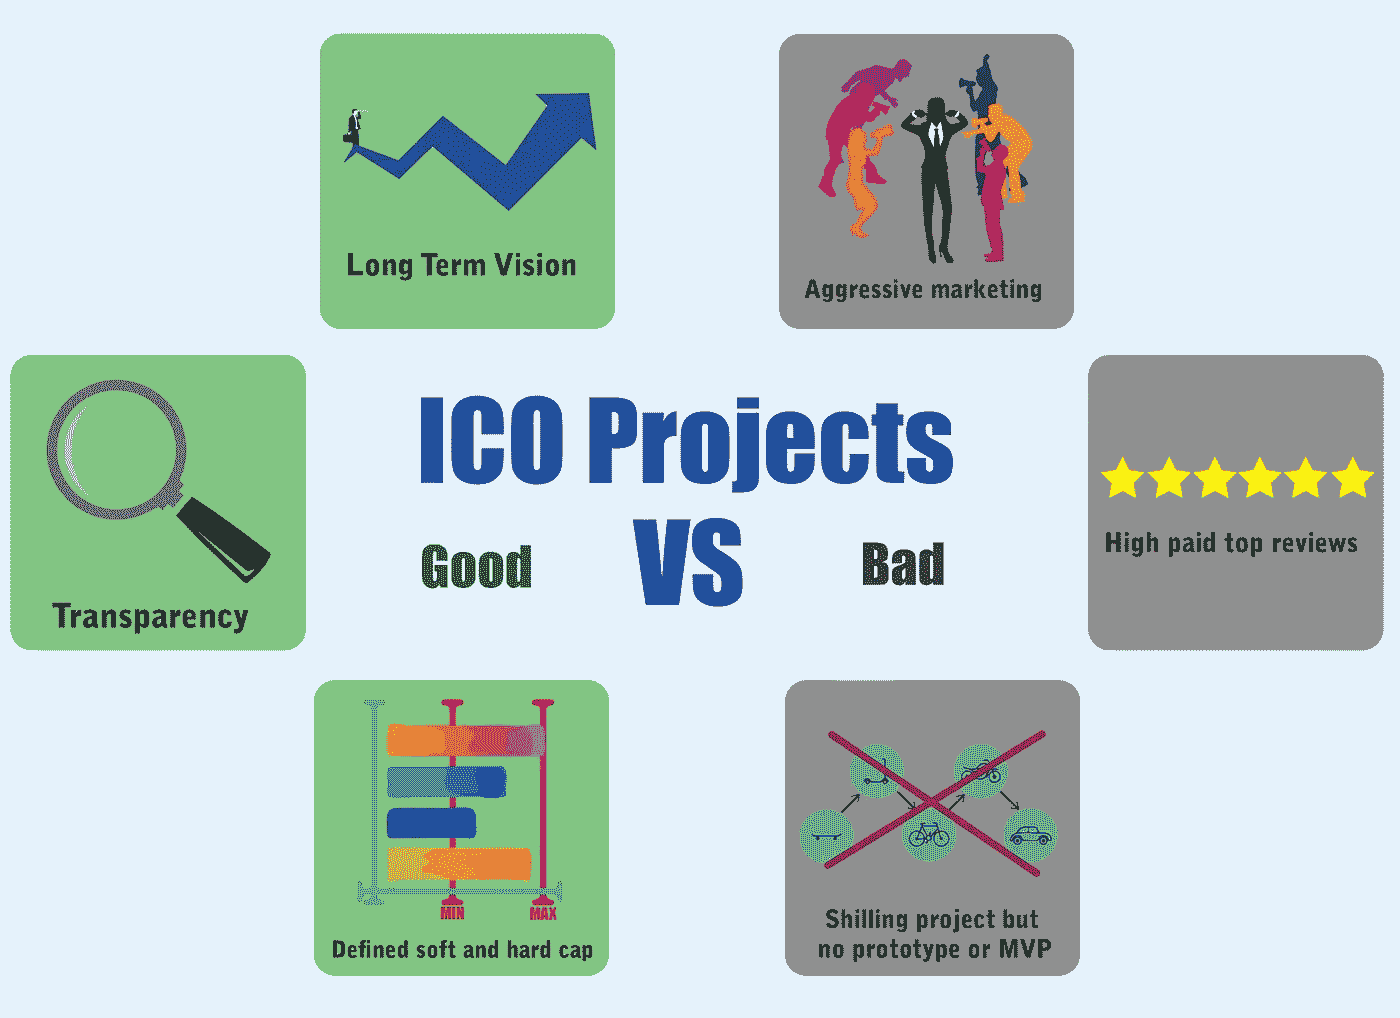 Long Term Vision
Aggressive marketing
Transparency
ICO Projects
VS
Good
Bad
High paid top reviews
MIN
MAX
Defined soft and hard cap
Shilling project but
no prototype or MVP